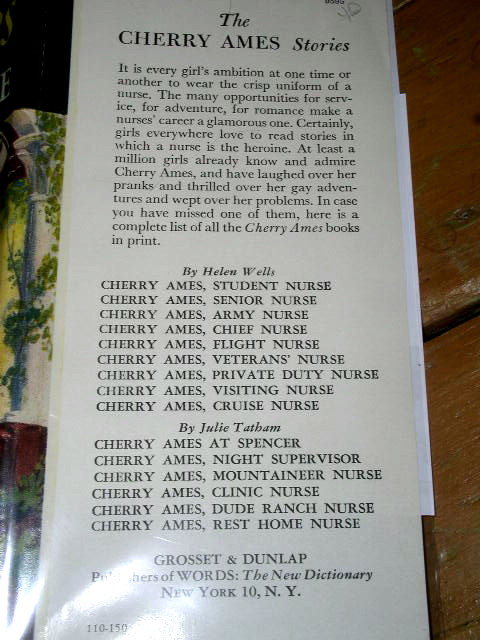 The
CHERRY AMES Stories
It is every girl's ambition at one time or
another to wear the crisp uniform of a
nurse. The many opportunities for serv-
ice, for adventure, for romance make a
nurses' career a glamorous one. Certainly,
girls everywhere love to read stories in
which a nurse is the heroine. At least a
million girls already know and admire
Cherry Ames, and have laughed over her
pranks and thrilled over her gay adven-
tures and wept over her problems. In case
you have missed one of them, here is a
complete list of all the Cherry Ames books
in print.
By Helen Wells
CHERRY AMES, STUDENT NURSE
CHERRY AMES, SENIOR NURSE
CHERRY AMES, ARMY NURSE
CHERRY AMES, CHIEF NURSE
CHERRY AMES, FLIGHT NURSE
CHERRY AMES, VETERANS' NURSE
CHERRY AMES, PRIVATE DUTY NURSE
CHERRY AMES, VISITING NURSE
CHERRY AMES, CRUISE NURSE
By Julie Tatham
CHERRY AMES AT SPENCER
CHERRY AMES, NIGHT SUPERVISOR
CHERRY AMES, MOUNTAINEER NURSE
CHERRY AMES, CLINIC NURSE
CHERRY AMES, DUDE RANCH NURSE
CHERRY AMES, REST HOME NURSE
GROSSET & DUNLAP
Publishers of WORDS: The New Dictionary
NEW YORK 10, N. Y.
110-150